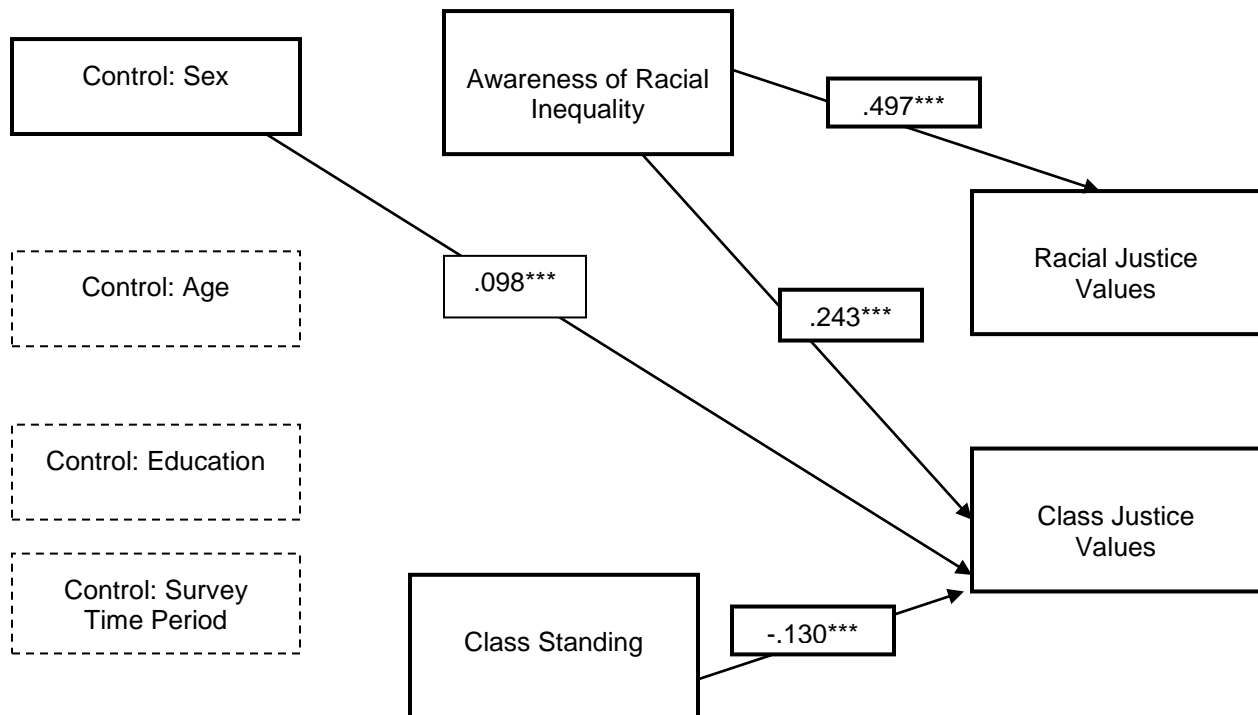 Control: Sex
Awareness of Racial
Inequality
.497***
Racial Justice
Values
Control: Age
.098***
.243***
Control: Education
Class Justice
Values
Control: Survey
Time Period
Class Standing
-.130***